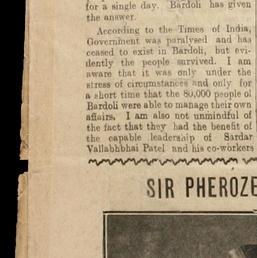 for a single day. Bardoli has given
the answer.
According to the Times of India,
Government was paralysed and has
ceased to exist in Bardoli, but evi-
dently the people survived. I am
aware that it was only under the
stress of circumstances and only for
a short time that the 80,000 people of
Bardoli were able to manage their own
affairs. I am also not unmindful of
the fact that they had the benefit of
the capable leadership of Sardar
Vallabhbhai Patel and his co-workers
SIR PHEROZE